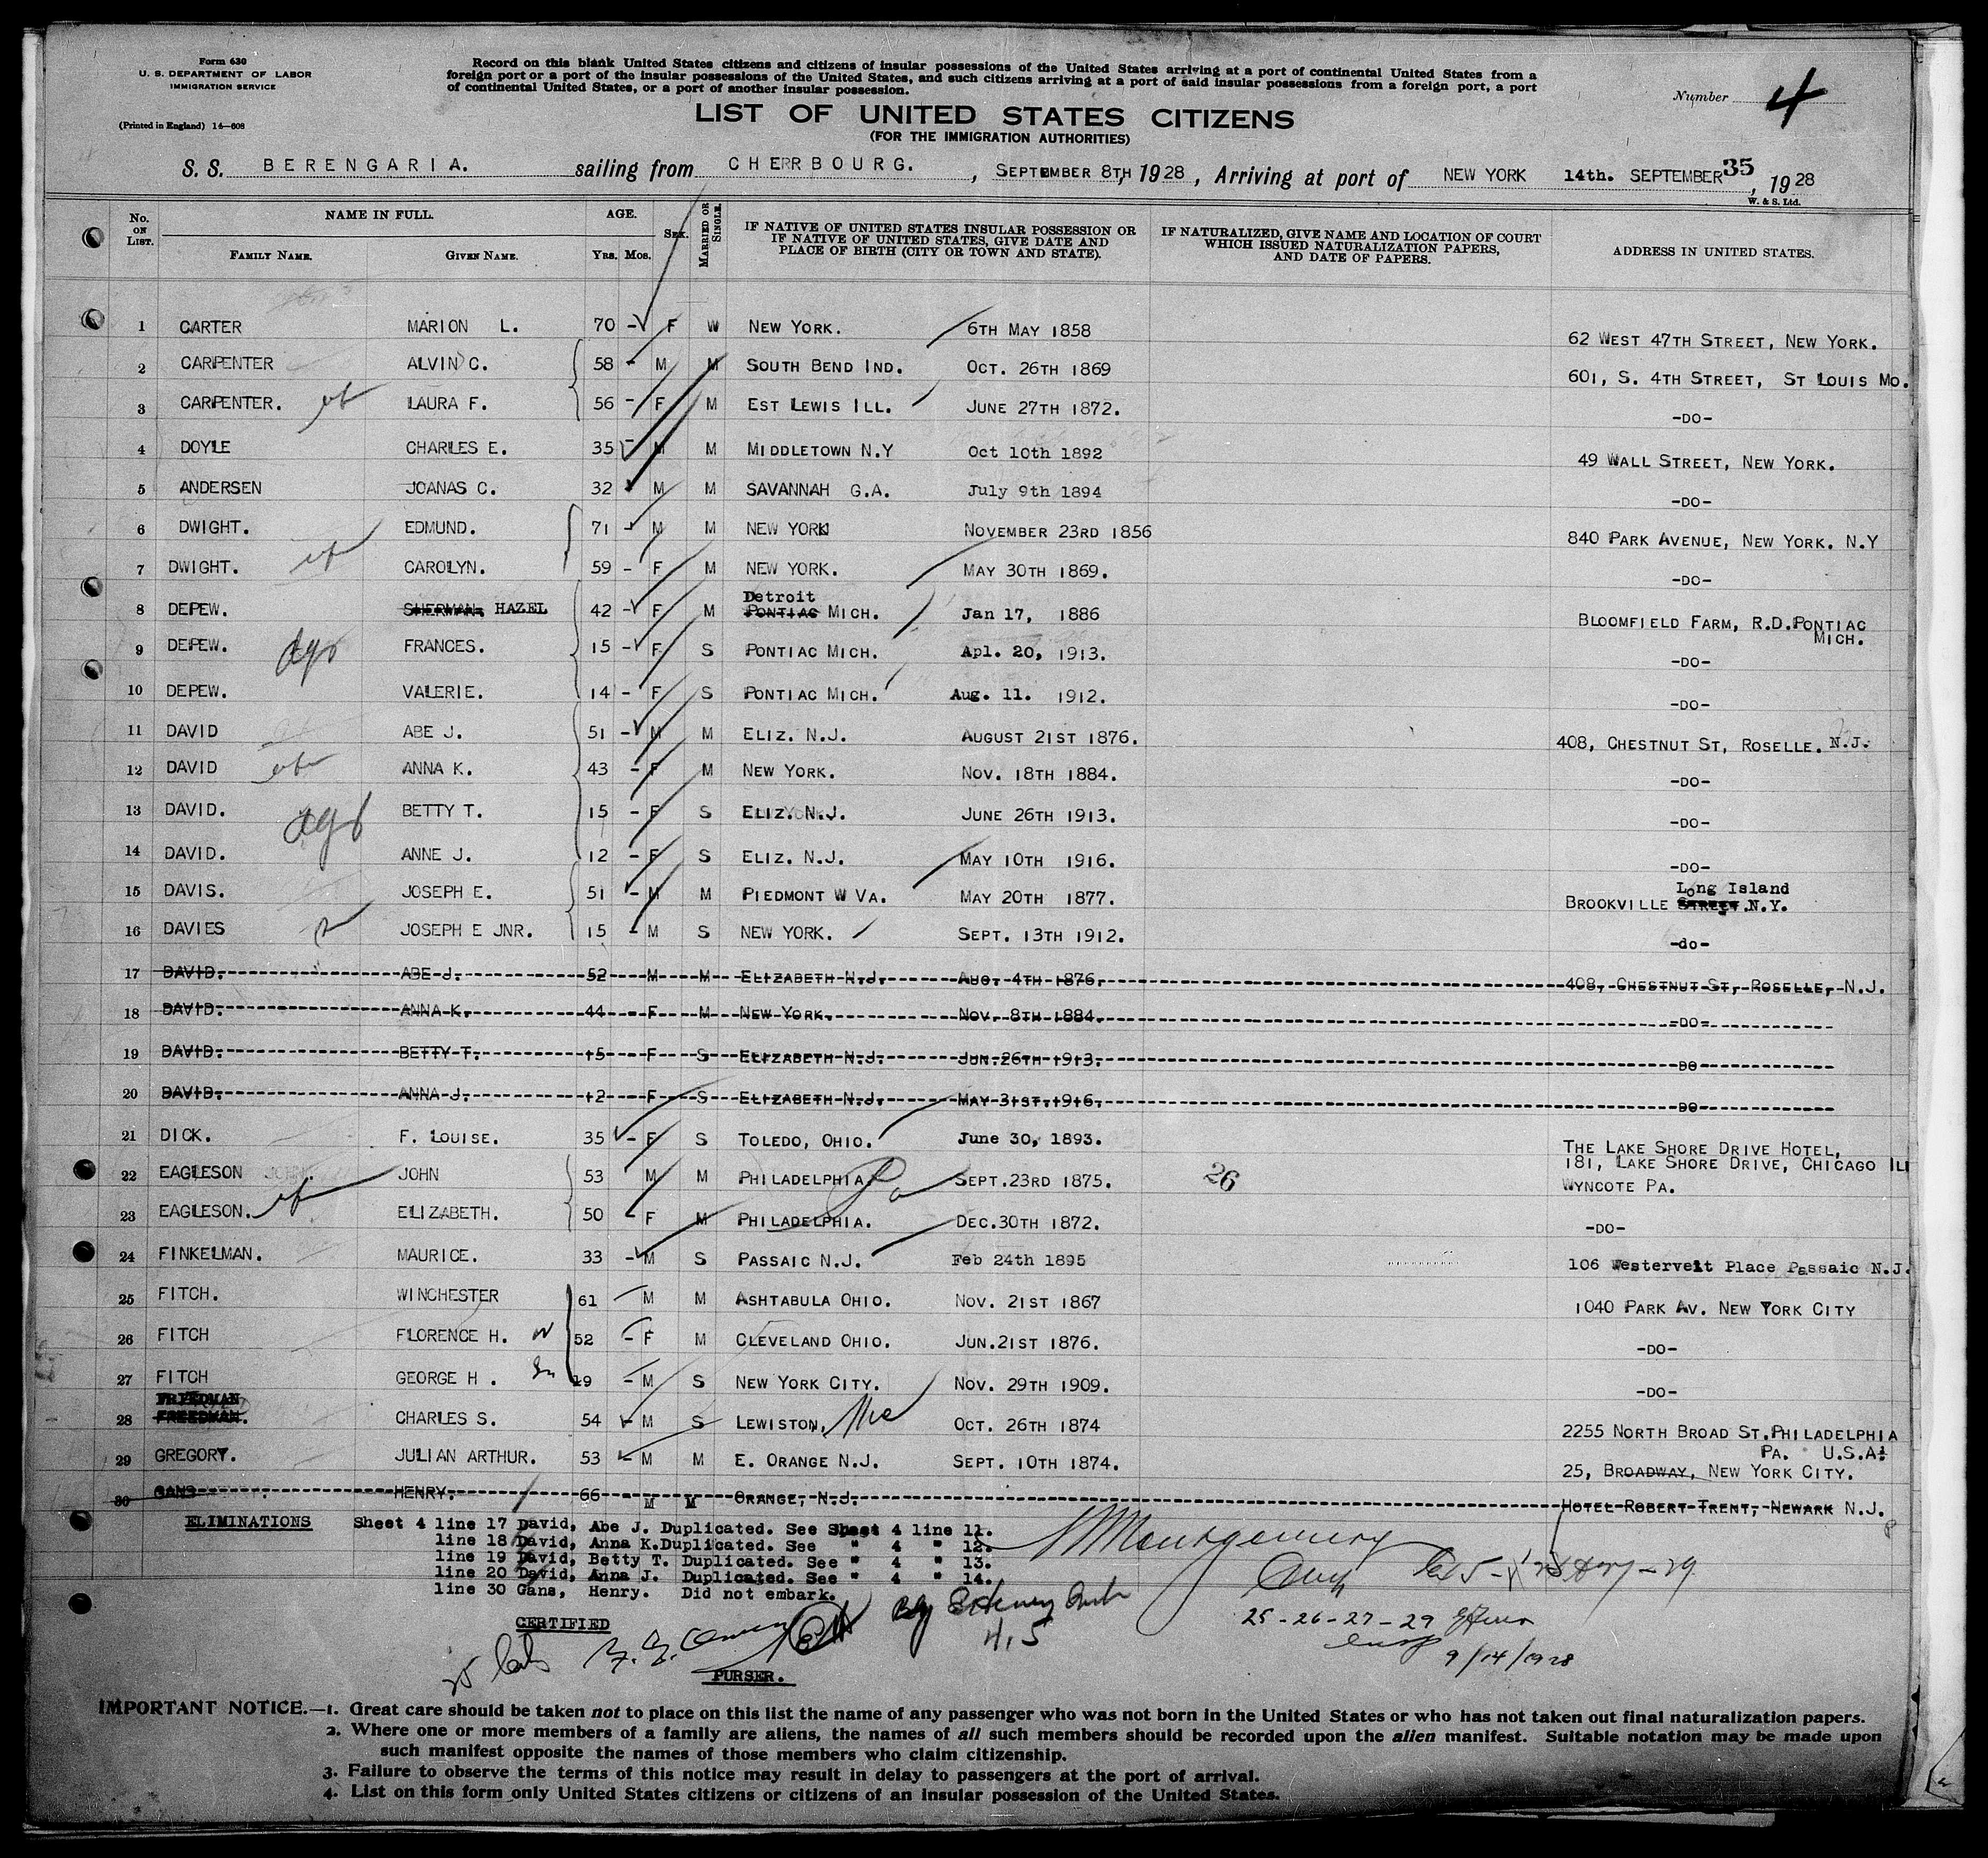 Form 630
U. S. DEPARTMENT OF LABOR
IMMIGRATION SERVICE
(Printed in England) 14—608
Record on this blank United States citizens and citizens of insular possessions of the United States arriving at a port of continental United States from a
foreign port or a port of the insular possessions of the United States, and such citizens arriving at a port of said insular possessions from a foreign port, a port
of continental United States, or a port of another insular possession.
Number 4
LIST OF UNITED STATES CITIZENS
(FOR THE IMMIGRATION AUTHORITIES)
S. S. BERENGARIA. sailing from CHERBOURG. , SEPTEMBER 8TH, 1928, Arriving at port of NEW YORK 14th. SEPTEMBER 35, 1928
W. & S. Ltd.
No. ON LIST. NAME IN FULL. AGE. SEX. MARRIED OR SINGLE. IF NATIVE OF UNITED STATES INSULAR POSSESSION OR IF NATIVE OF UNITED STATES, GIVE DATE AND PLACE OF BIRTH (CITY OR TOWN AND STATE). IF NATURALIZED, GIVE NAME AND LOCATION OF COURT WHICH ISSUED NATURALIZATION PAPERS, AND DATE OF PAPERS. ADDRESS IN UNITED STATES.
FAMILY NAME. GIVEN NAME. Yrs. Mos.
1 CARTER MARION L. 70 - F W NEW YORK. 6TH MAY 1858 62 WEST 47TH STREET, NEW YORK.
2 CARPENTER ALVIN C. 58 - M M SOUTH BEND IND. OCT. 26TH 1869 601, S. 4TH STREET, ST LOUIS MO.
3 CARPENTER. LAURA F. 56 - F M EST LEWIS ILL. JUNE 27TH 1872. -DO-
4 DOYLE CHARLES E. 35 - M M MIDDLETOWN N.Y Oct 10th 1892 49 WALL STREET, NEW YORK.
5 ANDERSEN JOANAS C. 32 M M SAVANNAH G.A. July 9th 1894 -DO-
6 DWIGHT. EDMUND. 71 - M M NEW YORK NOVEMBER 23RD 1856 840 PARK AVENUE, NEW YORK. N.Y
7 DWIGHT. CAROLYN. 59 - F M NEW YORK. MAY 30TH 1869. -DO-
8 DEPEW. SHERMAN. HAZEL 42 - F M Detroit PONTIAC MICH. Jan 17, 1886 BLOOMFIELD FARM, R.D.PONTIAC MICH.
9 DEPEW. FRANCES. 15 - F S PONTIAC MICH. Apl. 20, 1913. -DO-
10 DEPEW. VALERIE. 14 - F S PONTIAC MICH. Aug. 11. 1912. -DO-
11 DAVID ABE J. 51 - M M ELIZ. N.J. AUGUST 21ST 1876. 408, CHESTNUT ST, ROSELLE. N.J.
12 DAVID ANNA K. 43 - F M NEW YORK. NOV. 18TH 1884. -DO-
13 DAVID. BETTY T. 15 - F S ELIZ. N.J. JUNE 26TH 1913. -DO-
14 DAVID. ANNE J. 12 - F S ELIZ. N.J. MAY 10TH 1916. -DO-
15 DAVIS. JOSEPH E. 51 - M M PIEDMONT W VA. MAY 20TH 1877. BROOKVILLE STREET Long Island .N.Y.
16 DAVIES JOSEPH E JNR. 15 - M S NEW YORK. SEPT. 13TH 1912. -do-
17 DAVID. ABE J. 52 M M ELIZABETH N.J. AUG. 4TH 1876. 408, CHESTNUT ST, ROSELLE, N.J.
18 DAVID. ANNA K. 44 - F M NEW YORK. NOV. 8TH 1884. -DO-
19 DAVID. BETTY T. 15 - F S ELIZABETH N.J. JUN.26TH 1913. DO
20 DAVID. ANNA J. 12 F S ELIZABETH N.J. MAY 31ST.1916. DO
21 DICK. F. LOUISE. 35 - F S TOLEDO, OHIO. June 30, 1893. THE LAKE SHORE DRIVE HOTEL, 181, LAKE SHORE DRIVE, CHICAGO ILL
22 EAGLESON JOHN 53 M M PHILADELPHIA Pa SEPT.23RD 1875. 26 WYNCOTE PA.
23 EAGLESON. ELIZABETH. 50 - F M PHILADELPHIA. DEC.30TH 1872. -DO-
24 FINKELMAN. MAURICE. 33 - M S PASSAIC N.J. Feb 24th 1895 106 Westervelt Place Passaic N.J.
25 FITCH. WINCHESTER 61 M M ASHTABULA OHIO. NOV. 21ST 1867 1040 PARK AV. NEW YORK CITY
26 FITCH FLORENCE H. W 52 - F M CLEVELAND OHIO. JUN.21ST 1876. -DO-
27 FITCH GEORGE H . Sn 19 - M S NEW YORK CITY. NOV. 29TH 1909. -DO-
28 FRIEDMAN FREEDMAN. CHARLES S. 54 - M S LEWISTON, Me OCT. 26TH 1874 2255 NORTH BROAD ST.PHILADELPHIA PA. U.S.A.
29 GREGORY. JULIAN ARTHUR. 53 M M E. ORANGE N.J. SEPT. 10TH 1874. 25, BROADWAY, NEW YORK CITY.
30 GANS . HENRY. 66 - M M ORANGE, N.J. HOTEL ROBERT TRENT, NEWARK N.J.
ELIMINATIONS Sheet 4 line 17 David, Abe J. Duplicated. See Sheet 4 line 11.
line 18 David, Anna K.Duplicated. See " 4 " 12.
line 19 David, Betty T. Duplicated. See " 4 " 13.
line 20 David, Anna J. Duplicated. See " 4 " 14.
line 30 Gans, Henry. Did not embark.
Montgomery
25-26-27-29
9/14/1928
CERTIFIED
PURSER.
IMPORTANT NOTICE.—1. Great care should be taken not to place on this list the name of any passenger who was not born in the United States or who has not taken out final naturalization papers.
2. Where one or more members of a family are aliens, the names of all such members should be recorded upon the alien manifest. Suitable notation may be made upon
such manifest opposite the names of those members who claim citizenship.
3. Failure to observe the terms of this notice may result in delay to passengers at the port of arrival.
4. List on this form only United States citizens or citizens of an insular possession of the United States.